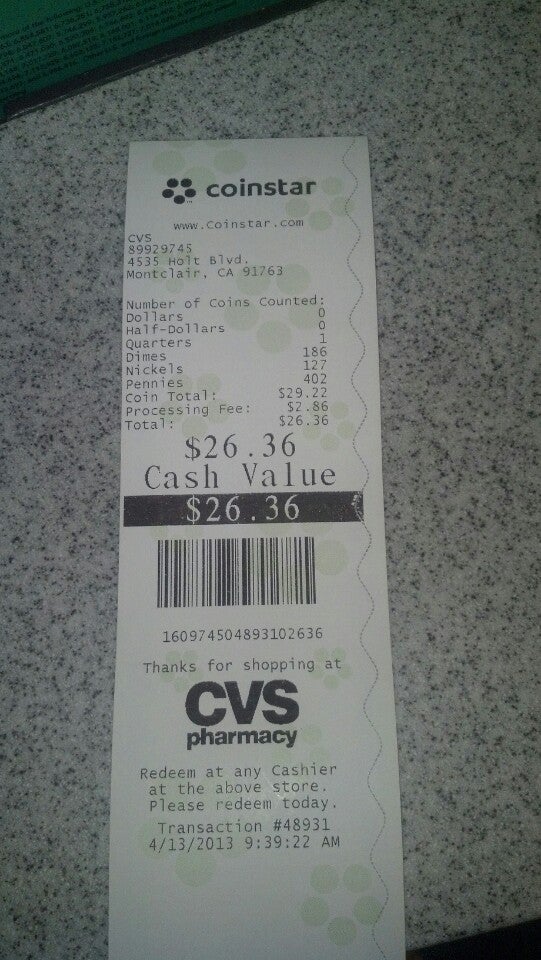 coinstar
www.Coinstar.com
CVS
89929745
4535 Holt Blvd.
Montclair, CA 91763
Number of Coins Counted:
Dollars 0
Half-Dollars 0
Quarters 1
Dimes 186
Nickels 127
Pennies 402
Coin Total: $29.22
Processing Fee: $2.86
Total: $26.36
$26.36
Cash Value
$26.36
160974504893102636
Thanks for shopping at
CVS
pharmacy
Redeem at any Cashier
at the above store.
Please redeem today.
Transaction #48931
4/13/2013 9:39:22 AM